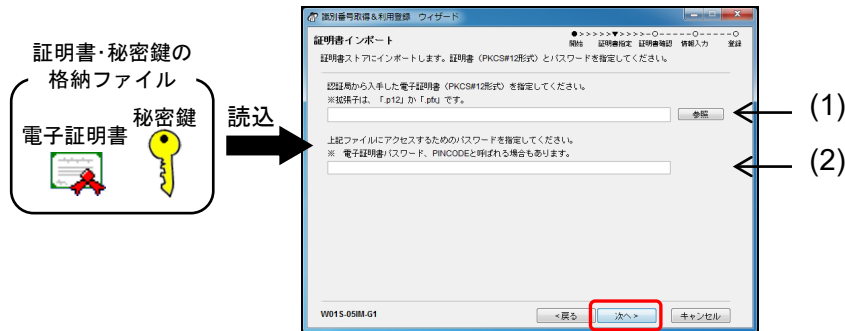 証明書･秘密鍵の
格納ファイル
電子証明書
秘密鍵
読込
識別番号取得＆利用登録　ウィザード
証明書インポート
●>>>>>▼>>>>>--O-----O-----O
開始 証明書指定 証明書確認 情報入力 登録
証明書ストアにインポートします。証明書（PKCS#12形式）とパスワードを指定してください。
認証局から入手した電子証明書（PKCS#12形式）を指定してください。
※拡張子は、「.p12」か「.pfx」です。
参照
(1)
上記ファイルにアクセスするためのパスワードを指定してください。
※　電子証明書パスワード、PINCODEと呼ばれる場合もあります。
(2)
W01S-05IM-G1
<戻る
次へ>
キャンセル